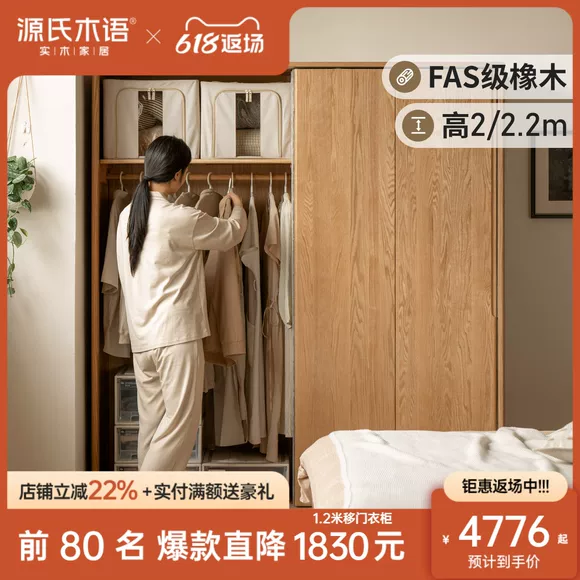 源氏木语®
实木家居
×
618返场
FAS级橡木
高2/2.2m
店铺立减22%+实付满额送豪礼
钜惠返场中!!!
1.2米移门衣柜
前 80 名 爆款直降 1830元
¥ 4776 起
预计到手价